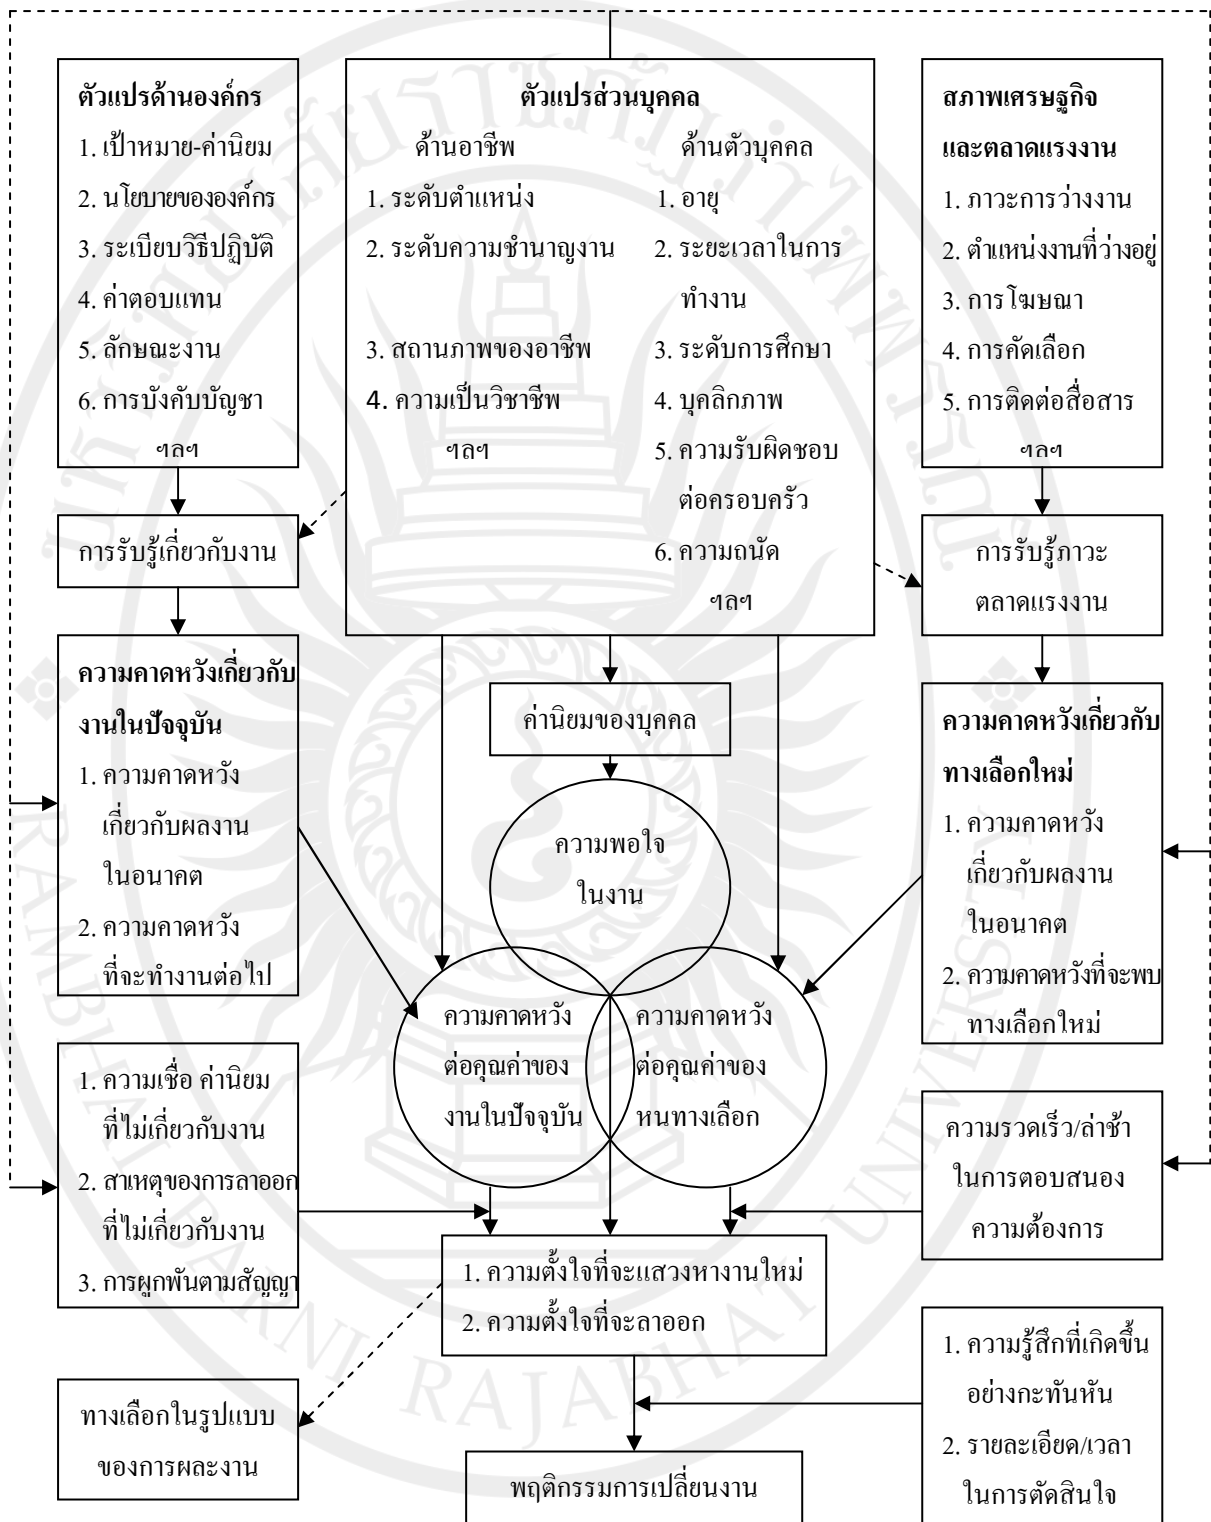 ตัวแปรด้านองค์กร
1. เป้าหมาย-ค่านิยม
2. นโยบายขององค์กร
3. ระเบียบวิธีปฏิบัติ
4. ค่าตอบแทน
5. ลักษณะงาน
6. การบังคับบัญชา
ฯลฯ
ตัวแปรส่วนบุคคล
ด้านอาชีพ
1. ระดับตำแหน่ง
2. ระดับความชำนาญงาน
3. สถานภาพของอาชีพ
4. ความเป็นวิชาชีพ
ฯลฯ
ด้านตัวบุคคล
1. อายุ
2. ระยะเวลาในการ
ทำงาน
3. ระดับการศึกษา
4. บุคลิกภาพ
5. ความรับผิดชอบ
ต่อครอบครัว
6. ความถนัด
ฯลฯ
สภาพเศรษฐกิจ
และตลาดแรงงาน
1. ภาวะการว่างงาน
2. ตำแหน่งงานที่ว่างอยู่
3. การโฆษณา
4. การคัดเลือก
5. การติดต่อสื่อสาร
ฯลฯ
การรับรู้เกี่ยวกับงาน
การรับรู้ภาวะ
ตลาดแรงงาน
ความคาดหวังเกี่ยวกับ
งานในปัจจุบัน
1. ความคาดหวัง
เกี่ยวกับผลงาน
ในอนาคต
2. ความคาดหวัง
ที่จะทำงานต่อไป
ค่านิยมของบุคคล
ความพอใจ
ในงาน
ความคาดหวังเกี่ยวกับ
ทางเลือกใหม่
1. ความคาดหวัง
เกี่ยวกับผลงาน
ในอนาคต
2. ความคาดหวังที่จะพบ
ทางเลือกใหม่
ความคาดหวัง
ต่อคุณค่าของ
งานในปัจจุบัน
ความคาดหวัง
ต่อคุณค่าของ
หนทางเลือก
1. ความเชื่อ ค่านิยม
ที่ไม่เกี่ยวกับงาน
2. สาเหตุของการลาออก
ที่ไม่เกี่ยวกับงาน
3. การผูกพันตามสัญญา
ความรวดเร็ว/ล่าช้า
ในการตอบสนอง
ความต้องการ
1. ความตั้งใจที่จะแสวงหางานใหม่
2. ความตั้งใจที่จะลาออก
ทางเลือกในรูปแบบ
ของการผละงาน
1. ความรู้สึกที่เกิดขึ้น
อย่างกะทันหัน
2. รายละเอียด/เวลา
ในการตัดสินใจ
พฤติกรรมการเปลี่ยนงาน
มหาวิทยาลัยราชภัฏรำไพพรรณี
RAMBHAI BARNI RAJABHAT UNIVERSITY